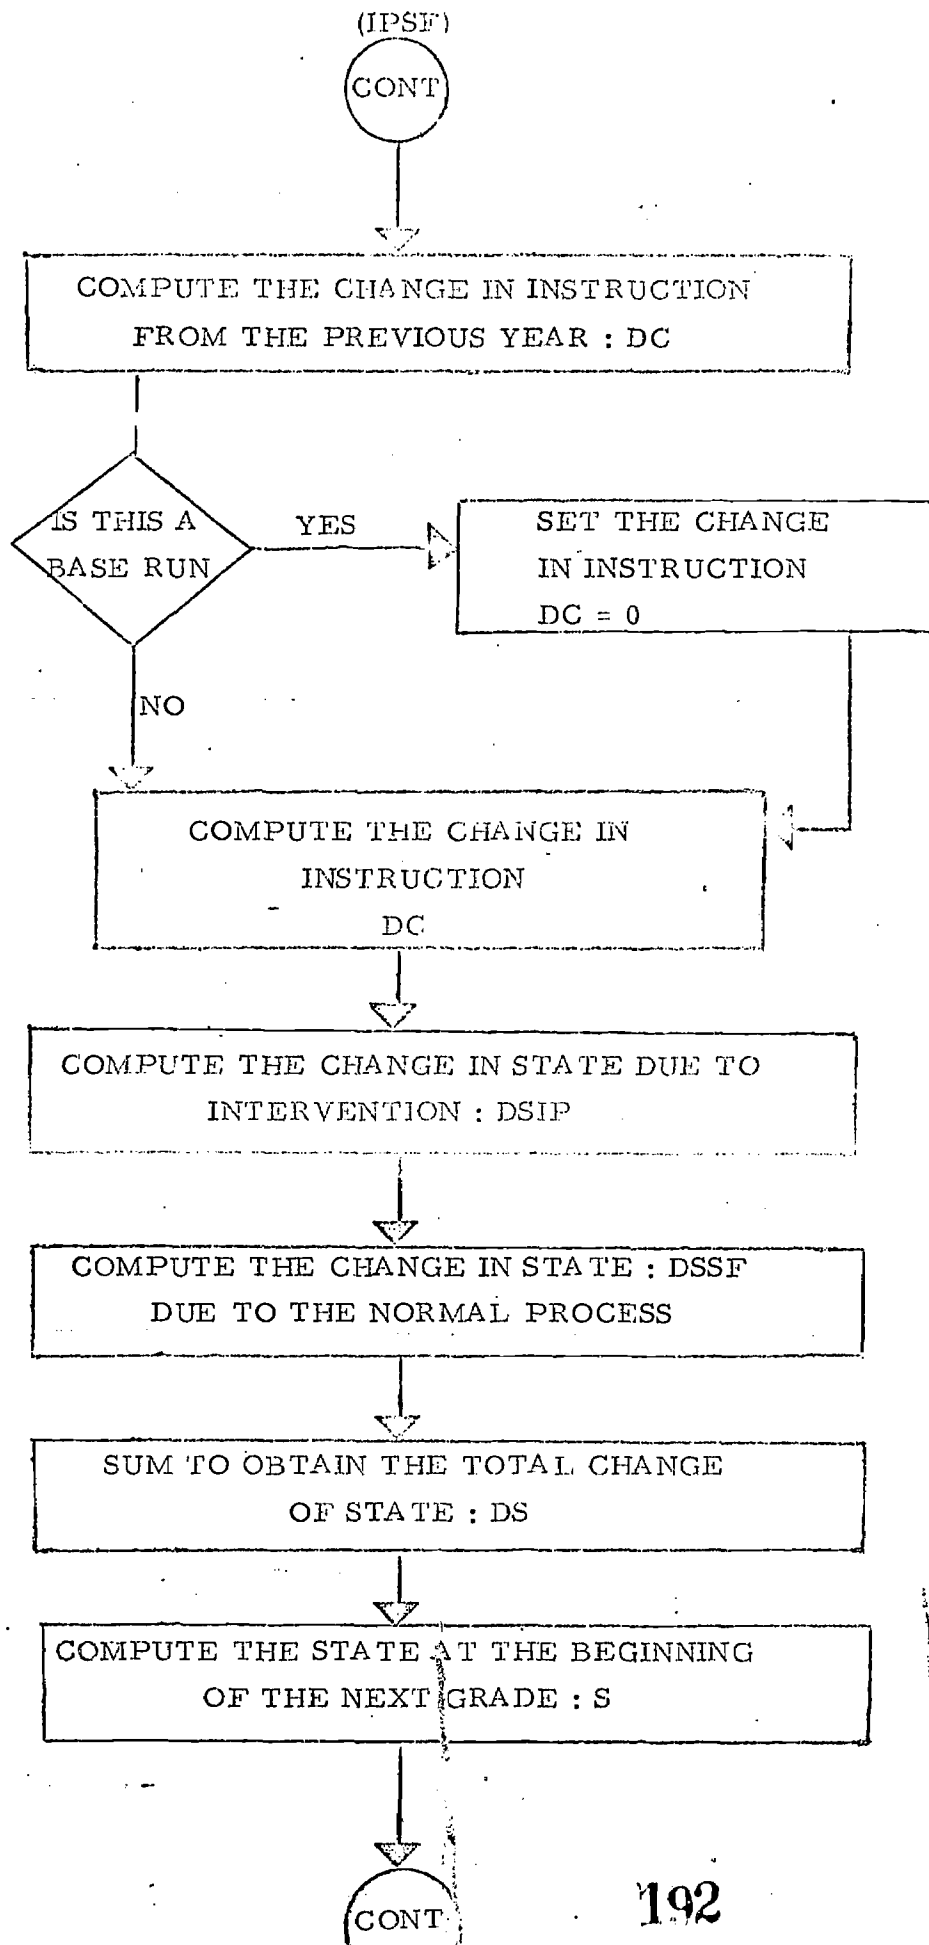 (IPSF)
CONT
COMPUTE THE CHANGE IN INSTRUCTION
FROM THE PREVIOUS YEAR : DC
IS THIS A
BASE RUN
YES
SET THE CHANGE
IN INSTRUCTION
DC = 0
NO
COMPUTE THE CHANGE IN
INSTRUCTION
DC
COMPUTE THE CHANGE IN STATE DUE TO
INTERVENTION : DSIP
COMPUTE THE CHANGE IN STATE : DSSF
DUE TO THE NORMAL PROCESS
SUM TO OBTAIN THE TOTAL CHANGE
OF STATE : DS
COMPUTE THE STATE AT THE BEGINNING
OF THE NEXT GRADE : S
CONT
192